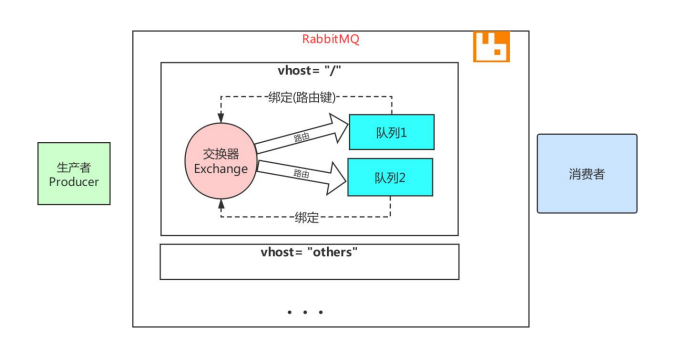 RabbitMQ
vhost= "/"
绑定(路由键)
路由
队列1
交换器
Exchange
路由
队列2
绑定
生产者
Producer
消费者
vhost= "others"
. . .